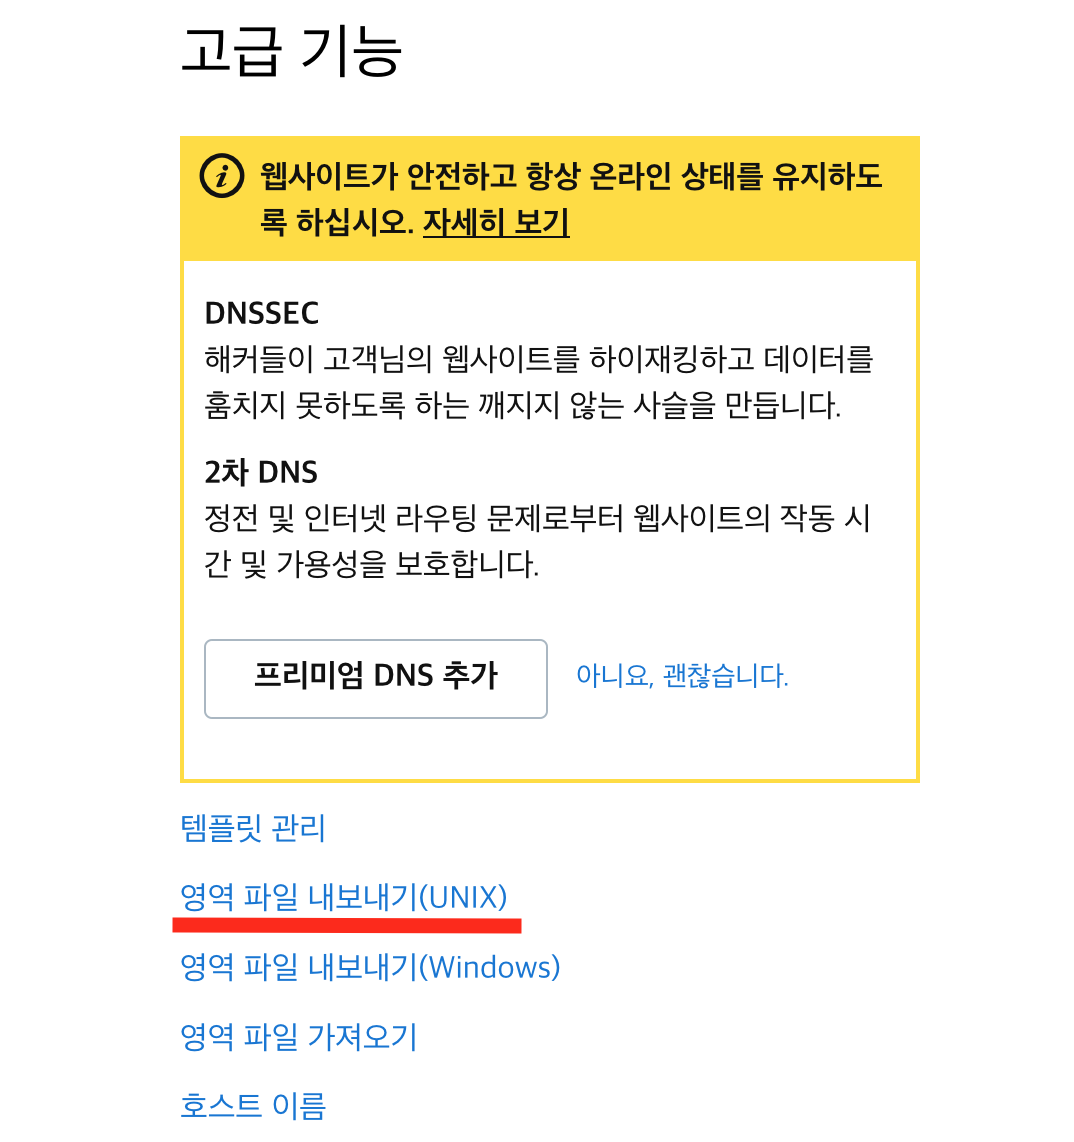 고급 기능
웹사이트가 안전하고 항상 온라인 상태를 유지하도
록 하십시오. 자세히 보기
DNSSEC
해커들이 고객님의 웹사이트를 하이재킹하고 데이터를
훔치지 못하도록 하는 깨지지 않는 사슬을 만듭니다.
2차 DNS
정전 및 인터넷 라우팅 문제로부터 웹사이트의 작동 시
간 및 가용성을 보호합니다.
프리미엄 DNS 추가 아니요, 괜찮습니다.
템플릿 관리
영역 파일 내보내기(UNIX)
영역 파일 내보내기(Windows)
영역 파일 가져오기
호스트 이름